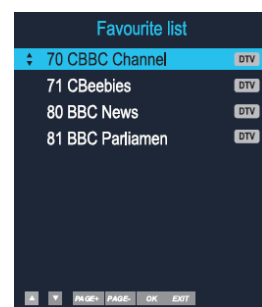 Favourite list
70 CBBC Channel DTV
71 CBeebies DTV
80 BBC News DTV
81 BBC Parliamen DTV
PAGE+ PAGE- OK EXIT